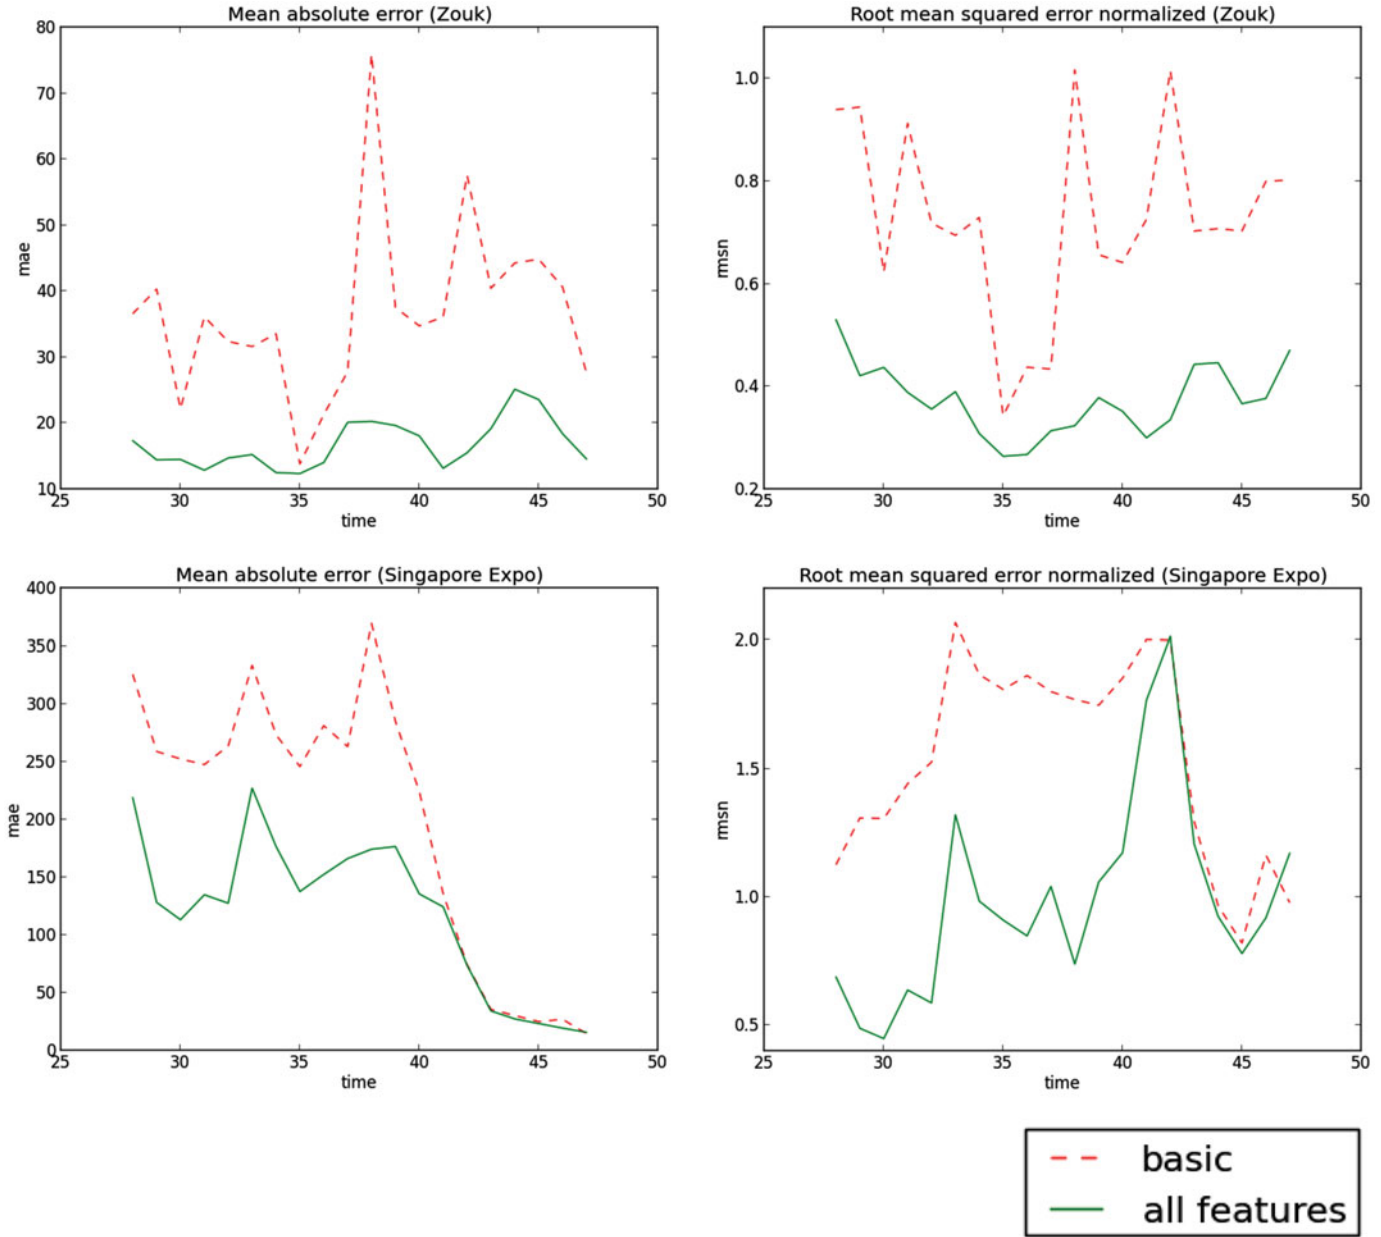 Mean absolute error (Zouk)
80
70
60
50
40
30
20
10
mae
25 30 35 40 45 50
time
Root mean squared error normalized (Zouk)
1.0
0.8
0.6
0.4
0.2
rmsn
25 30 35 40 45 50
time
Mean absolute error (Singapore Expo)
400
350
300
250
200
150
100
50
0
mae
25 30 35 40 45 50
time
Root mean squared error normalized (Singapore Expo)
2.0
1.5
1.0
0.5
rmsn
25 30 35 40 45 50
time
basic
all features